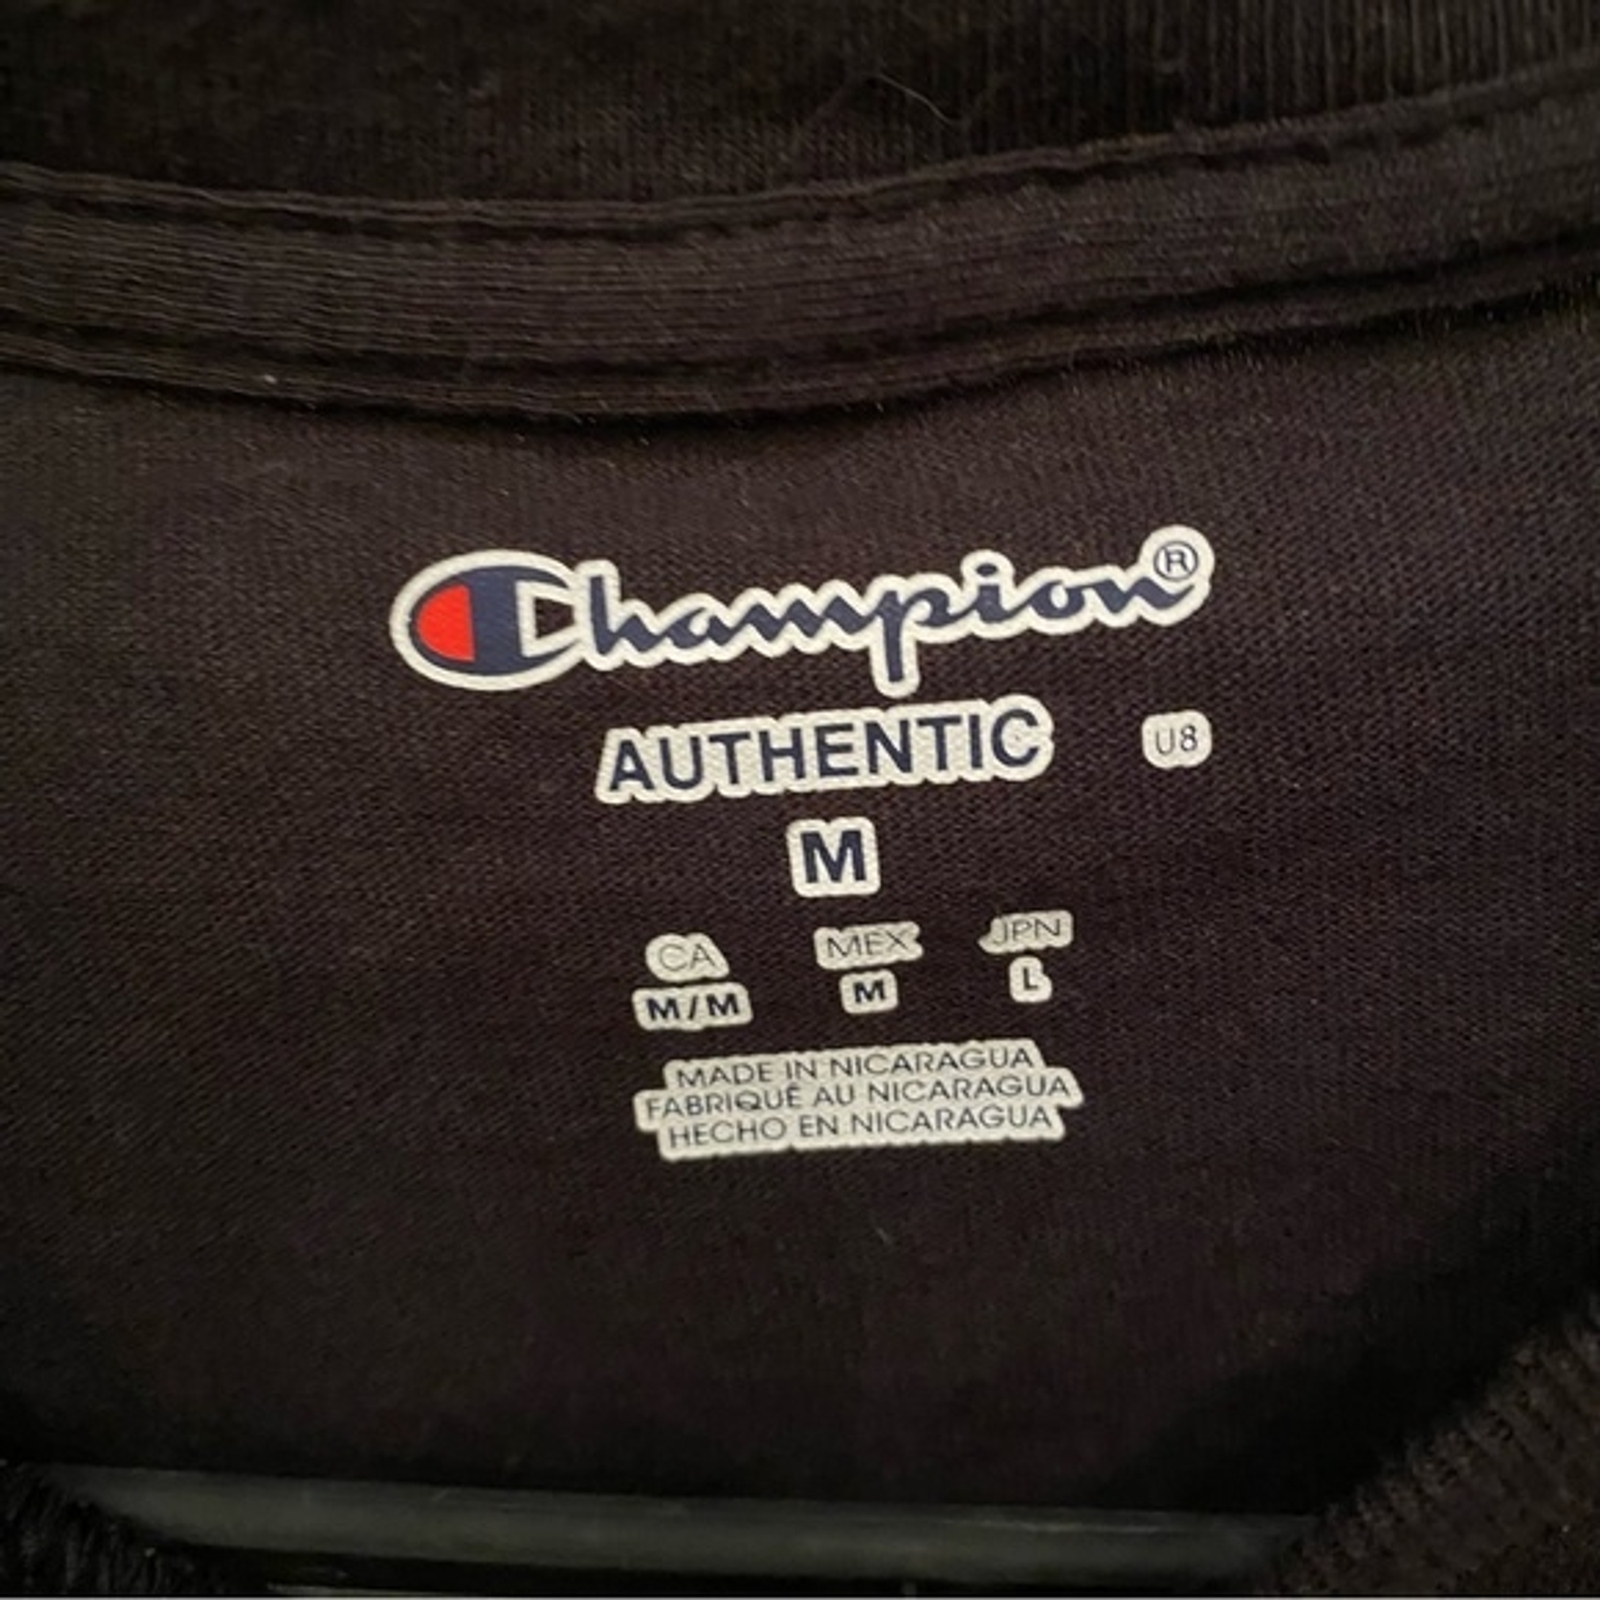 Champion®
AUTHENTIC U8
M
CA MEX JPN
M/M M L
MADE IN NICARAGUA
FABRIQUÉ AU NICARAGUA
HECHO EN NICARAGUA